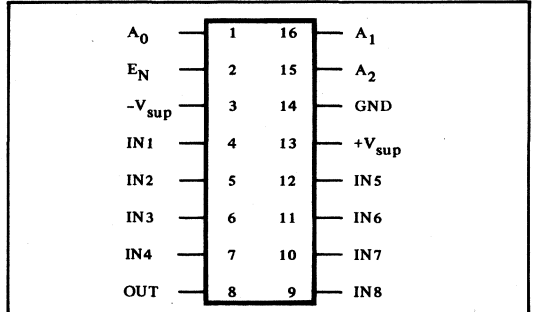 A0 1 16 A1
EN 2 15 A2
-Vsup 3 14 GND
IN1 4 13 +Vsup
IN2 5 12 IN5
IN3 6 11 IN6
IN4 7 10 IN7
OUT 8 9 IN8